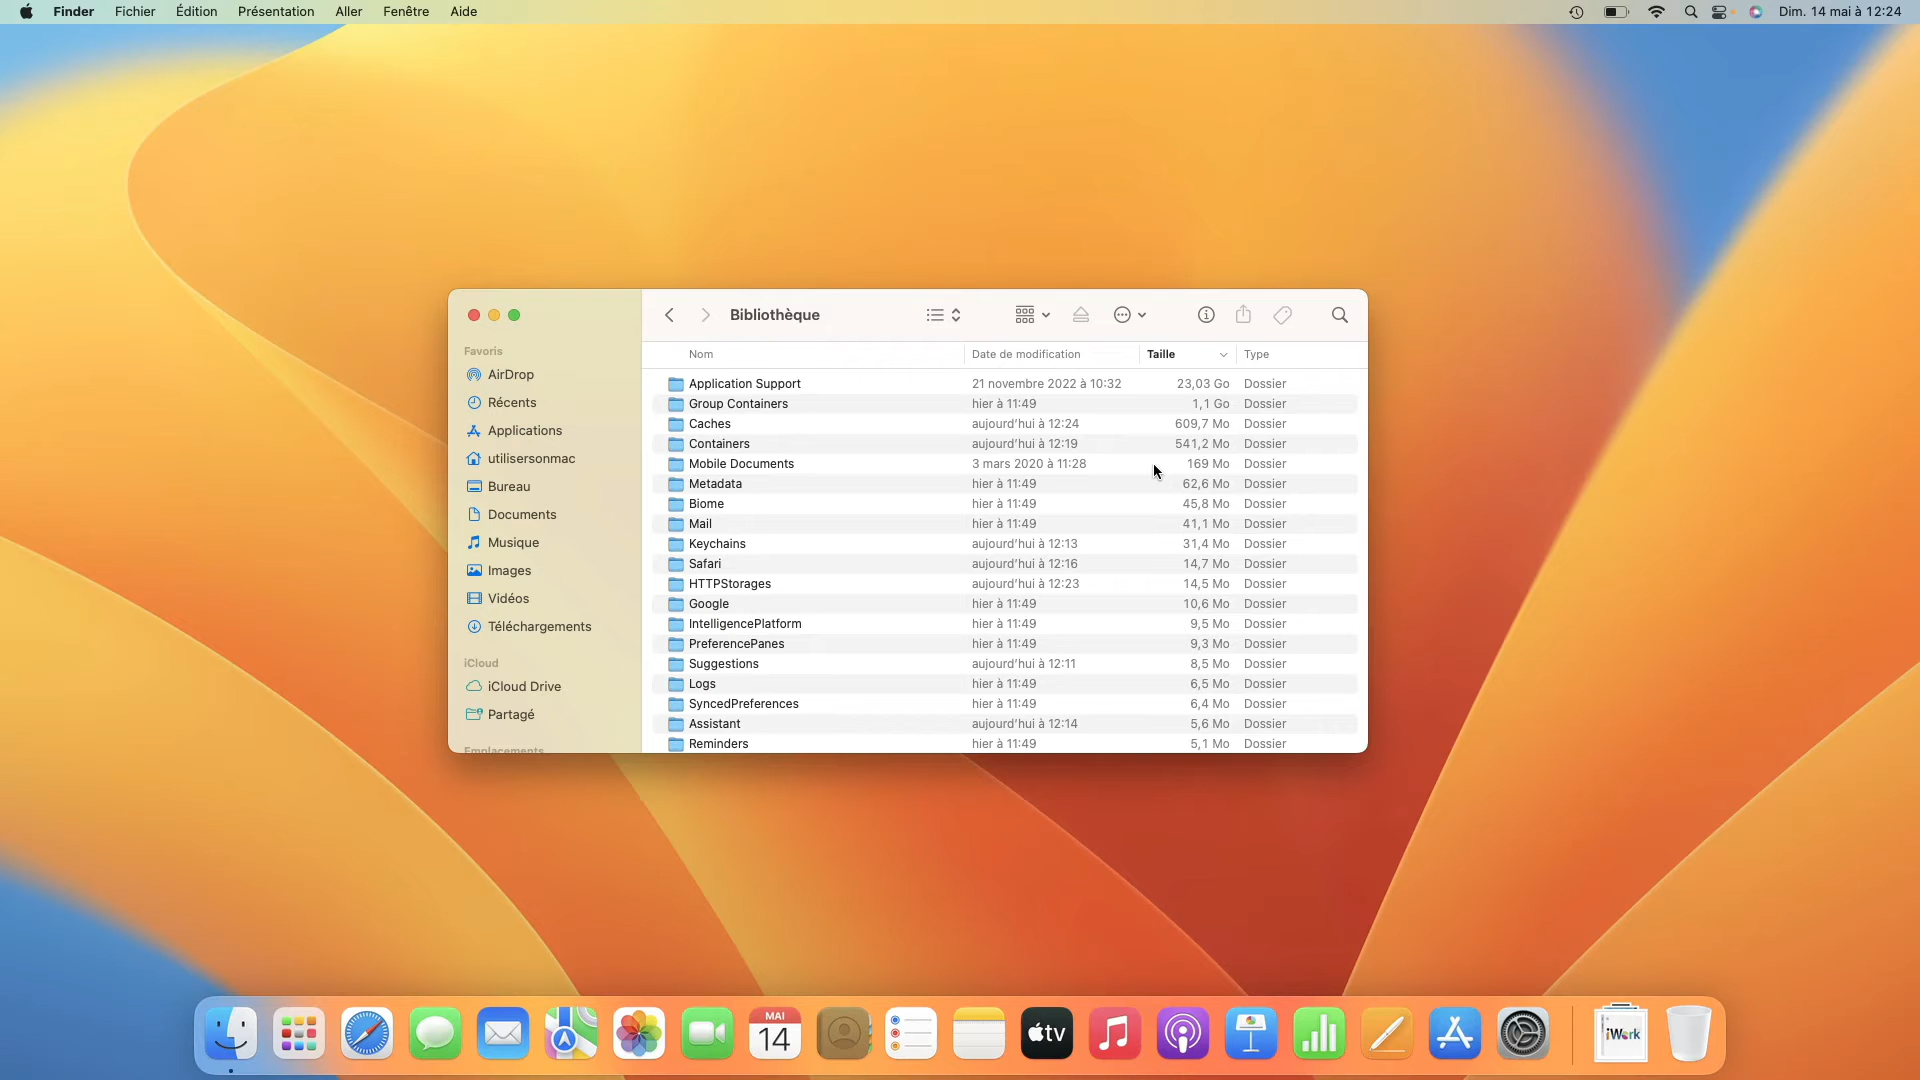 Finder Fichier Édition Présentation Aller Fenêtre Aide Dim. 14 mai à 12:24
Bibliothèque
Favoris
AirDrop
Récents
Applications
utilisersonmac
Bureau
Documents
Musique
Images
Vidéos
Téléchargements
iCloud
iCloud Drive
Partagé
Emplacements
Nom Date de modification Taille Type
Application Support 21 novembre 2022 à 10:32 23,03 Go Dossier
Group Containers hier à 11:49 1,1 Go Dossier
Caches aujourd'hui à 12:24 609,7 Mo Dossier
Containers aujourd'hui à 12:19 541,2 Mo Dossier
Mobile Documents 3 mars 2020 à 11:28 169 Mo Dossier
Metadata hier à 11:49 62,6 Mo Dossier
Biome hier à 11:49 45,8 Mo Dossier
Mail hier à 11:49 41,1 Mo Dossier
Keychains aujourd'hui à 12:13 31,4 Mo Dossier
Safari aujourd'hui à 12:16 14,7 Mo Dossier
HTTPStorages aujourd'hui à 12:23 14,5 Mo Dossier
Google hier à 11:49 10,6 Mo Dossier
IntelligencePlatform hier à 11:49 9,5 Mo Dossier
PreferencePanes hier à 11:49 9,3 Mo Dossier
Suggestions aujourd'hui à 12:11 8,5 Mo Dossier
Logs hier à 11:49 6,5 Mo Dossier
SyncedPreferences hier à 11:49 6,4 Mo Dossier
Assistant aujourd'hui à 12:14 5,6 Mo Dossier
Reminders hier à 11:49 5,1 Mo Dossier
MAI
14
tv
iWork